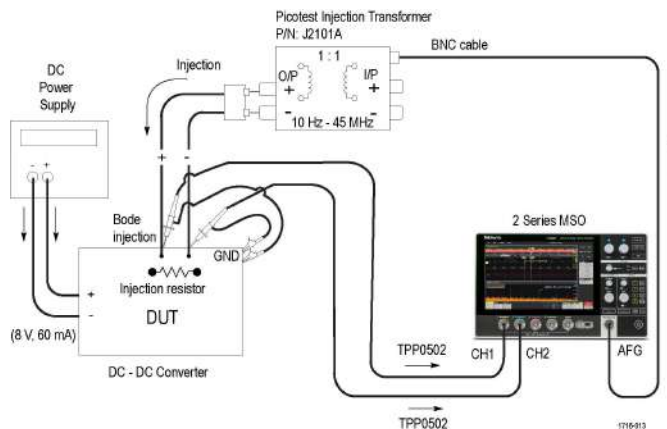 Picotest Injection Transformer
P/N: J2101A
BNC cable
1 : 1
Injection
O/P
I/P
+
+
-
-
10 Hz - 45 MHz
DC
Power
Supply
- +
+ -
Bode
injection
2 Series MSO
GND
Injection resistor
+
-
DUT
(8 V, 60 mA)
TPP0502
CH1
CH2
AFG
DC - DC Converter
TPP0502
1716-013